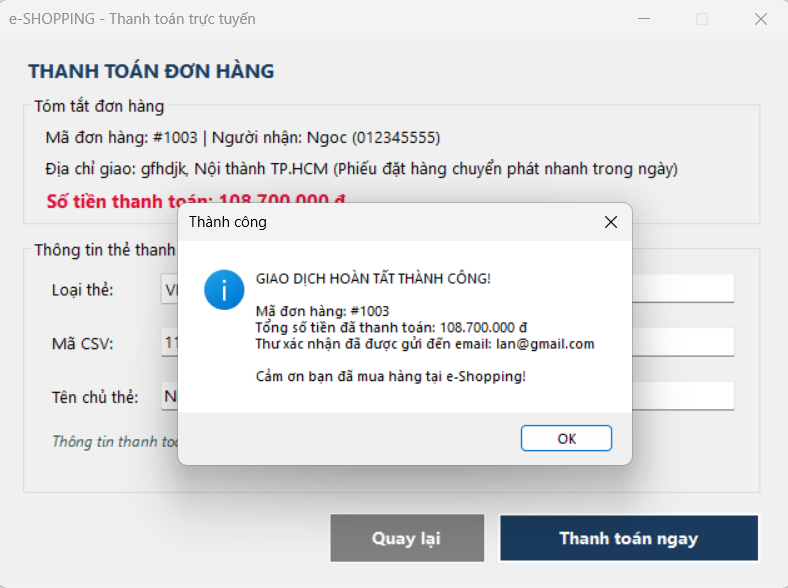 e-SHOPPING - Thanh toán trực tuyến
THANH TOÁN ĐƠN HÀNG
Tóm tắt đơn hàng
Mã đơn hàng: #1003 | Người nhận: Ngoc (012345555)
Địa chỉ giao: gfhdjk, Nội thành TP.HCM (Phiếu đặt hàng chuyển phát nhanh trong ngày)
Số tiền thanh toán: 108.700.000 đ
Thông tin thẻ thanh
Loại thẻ:
Mã CSV:
Tên chủ thẻ:
Thông tin thanh
Thành công
GIAO DỊCH HOÀN TẤT THÀNH CÔNG!
Mã đơn hàng: #1003
Tổng số tiền đã thanh toán: 108.700.000 đ
Thư xác nhận đã được gửi đến email: lan@gmail.com
Cảm ơn bạn đã mua hàng tại e-Shopping!
OK
Quay lại
Thanh toán ngay